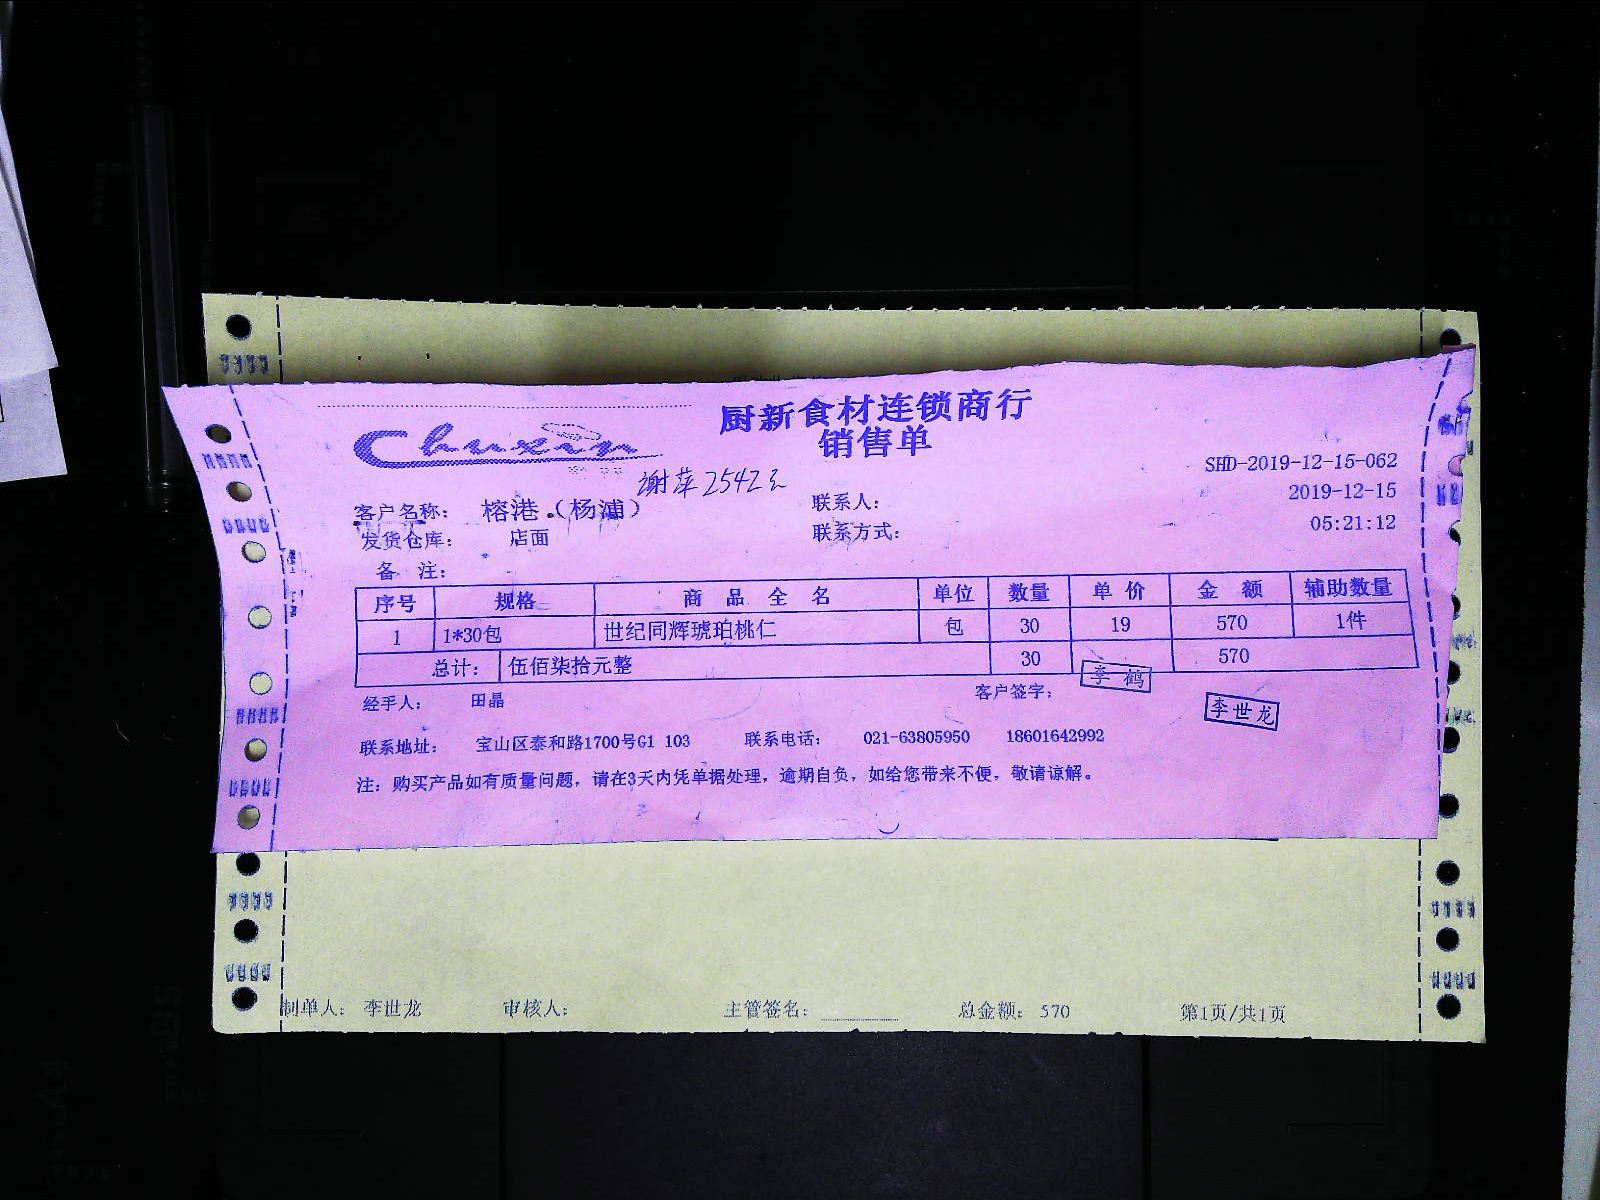 厨新食材连锁商行
Chuxin
销售单
SHD-2019-12-15-062
谢萍2542
客户名称： 榕港.（杨浦） 联系人： 2019-12-15
发货仓库： 店面 联系方式： 05:21:12
备 注：
序号 规格 商 品 全 名 单位 数量 单 价 金 额 辅助数量
1 1*30包 世纪同辉琥珀桃仁 包 30 19 570 1件
总计： 伍佰柒拾元整 30 570
经手人： 田晶 客户签字： 李 鹤
李世龙
联系地址： 宝山区泰和路1700号G1 103 联系电话： 021-63805950 18601642992
注：购买产品如有质量问题，请在3天内凭单据处理，逾期自负，如给您带来不便，敬请谅解。
制单人： 李世龙 审核人： 主管签名： 总金额： 570 第1页/共1页